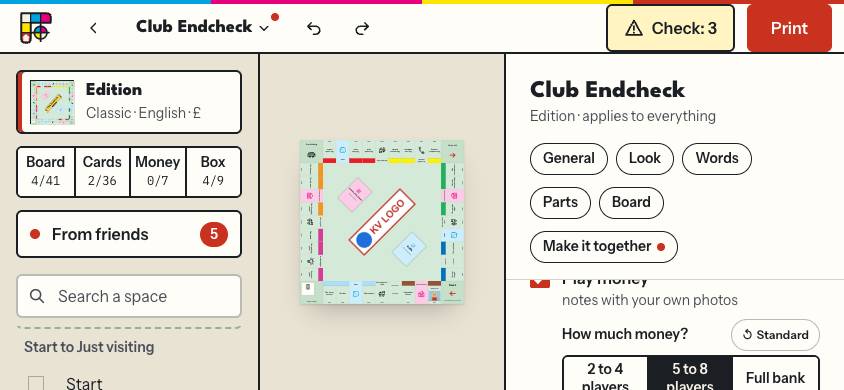 Club Endcheck
Check: 3
Print
Edition
Classic · English · £
Board
4/41
Cards
2/36
Money
0/7
Box
4/9
From friends
5
Search a space
Start to Just visiting
Start
KV LOGO
Club Endcheck
Edition · applies to everything
General
Look
Words
Parts
Board
Make it together
Play money
notes with your own photos
How much money?
Standard
2 to 4
players
5 to 8
players
Full bank